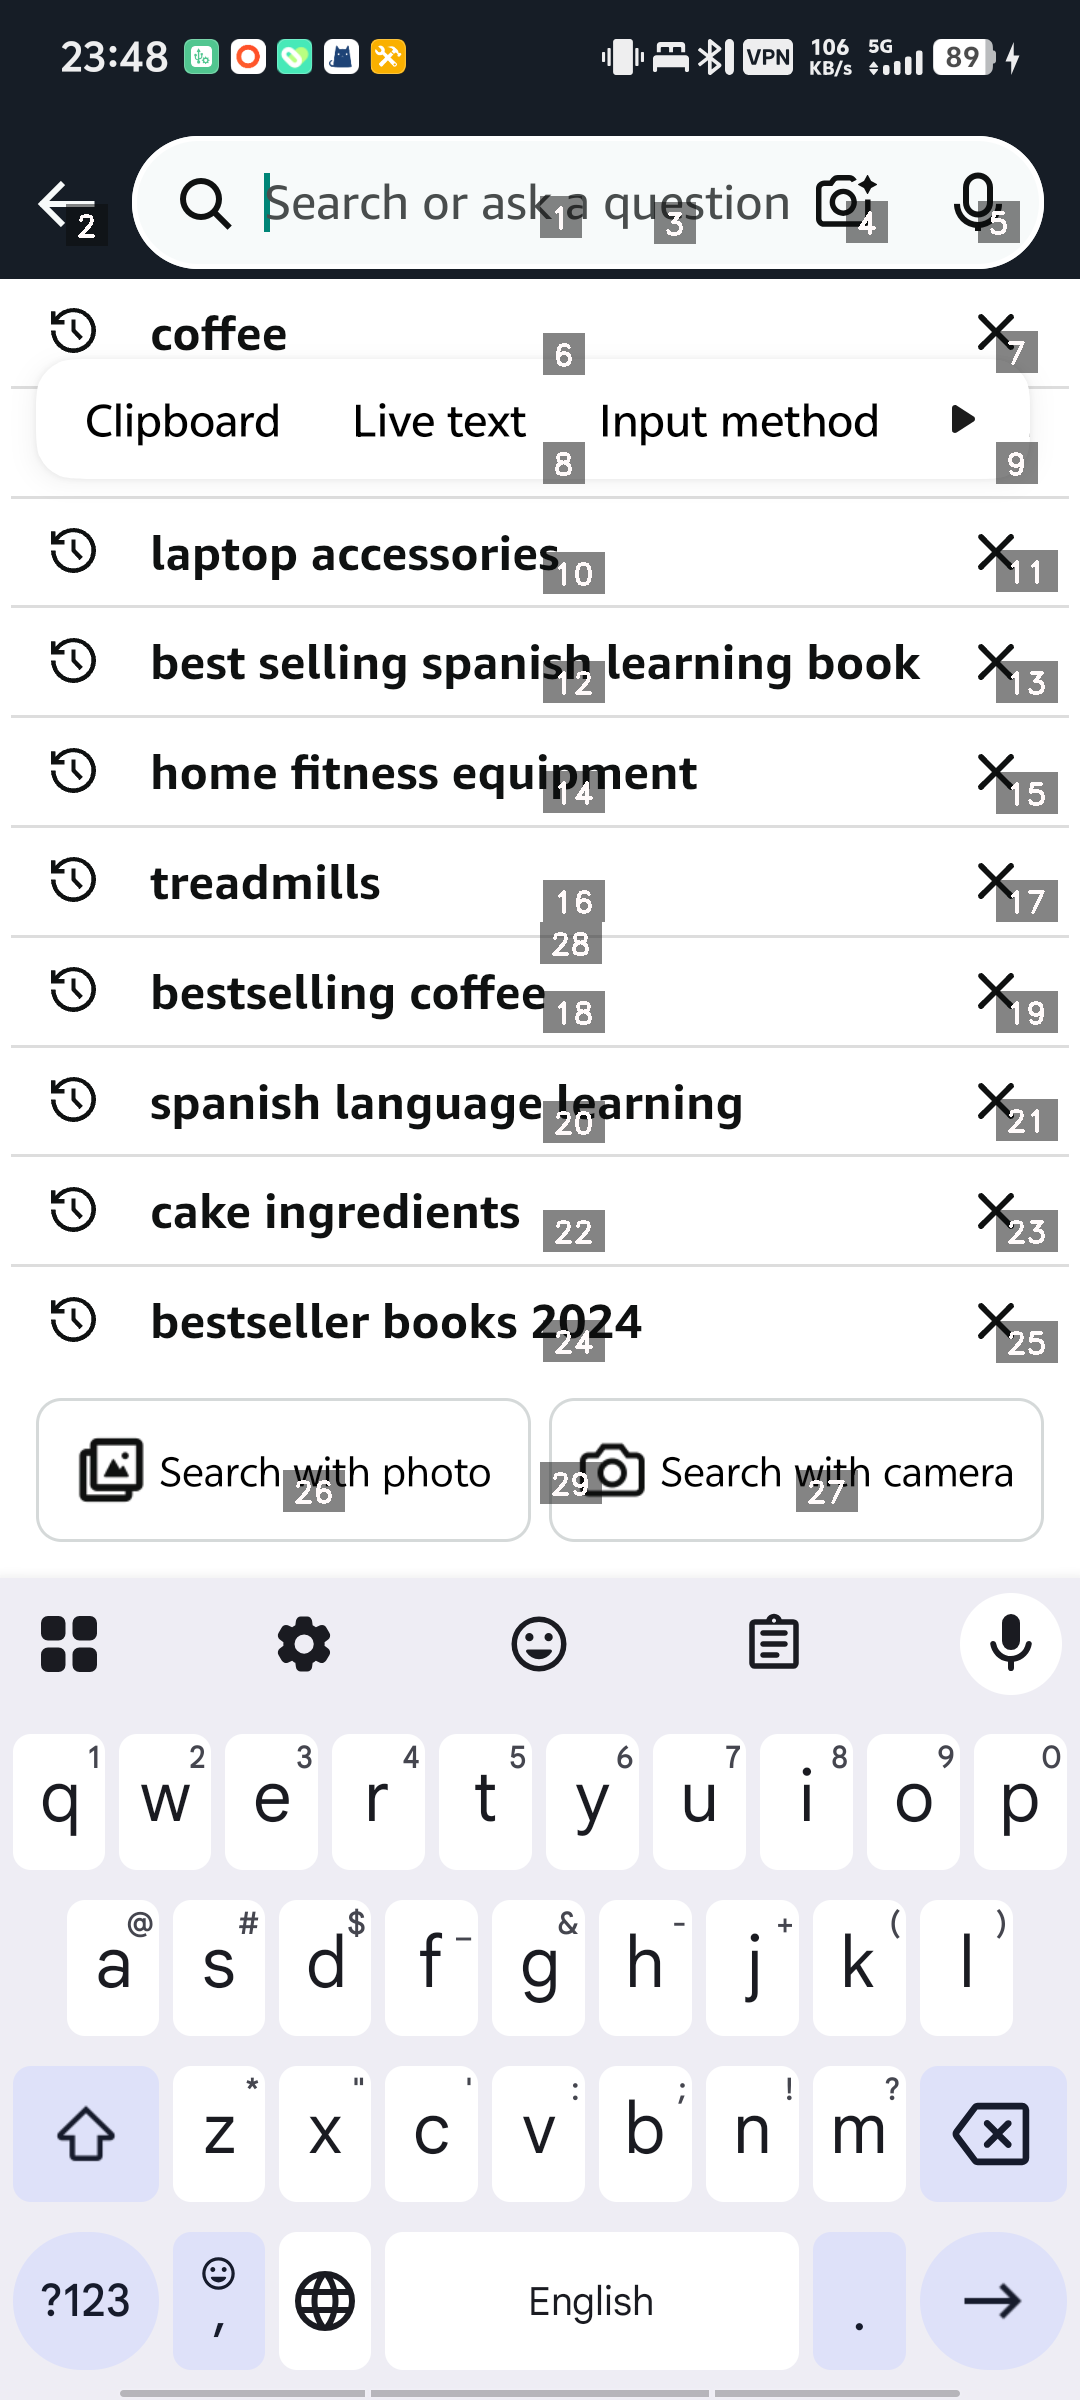 23:48 VPN 106 KB/s 5G 89
Search or ask a question
1
2
3
4
5
coffee
6
7
Clipboard Live text Input method
8
9
laptop accessories
10
11
best selling spanish learning book
12
13
home fitness equipment
14
15
treadmills
16
17
28
bestselling coffee
18
19
spanish language learning
20
21
cake ingredients
22
23
bestseller books 2024
24
25
Search with photo
26
29
Search with camera
27
1 2 3 4 5 6 7 8 9 0
q w e r t y u i o p
@ # $ _ & - + ( )
a s d f g h j k l
* " ' : ; ! ?
z x c v b n m
?123 , English .